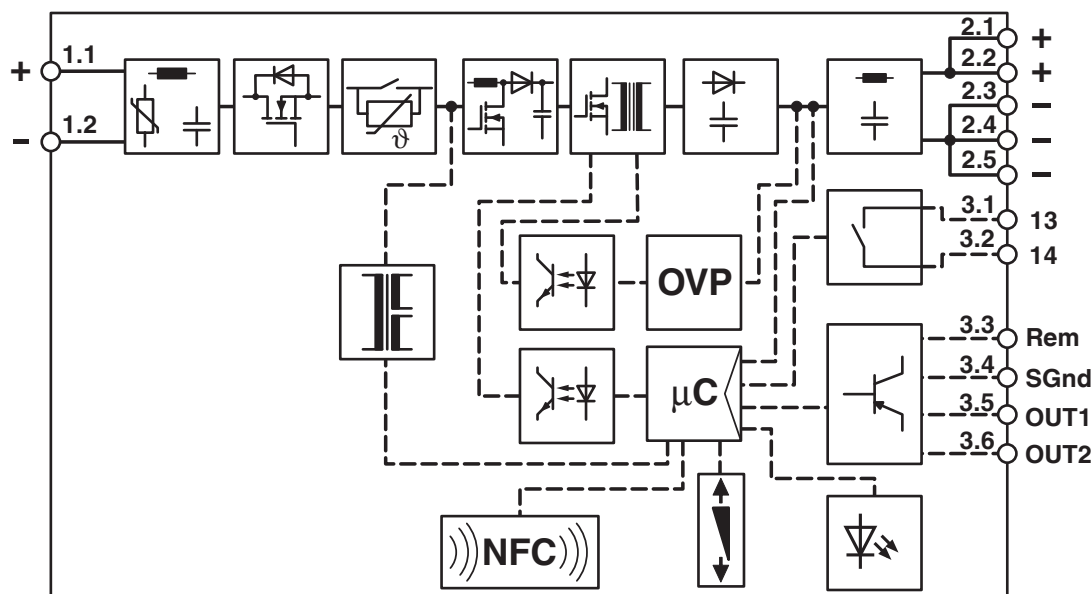 + 1.1
- 1.2
ϑ
2.1 +
2.2 +
2.3 −
2.4 −
2.5 −
3.1 13
3.2 14
OVP
3.3 Rem
3.4 SGnd
3.5 OUT1
3.6 OUT2
µC
NFC